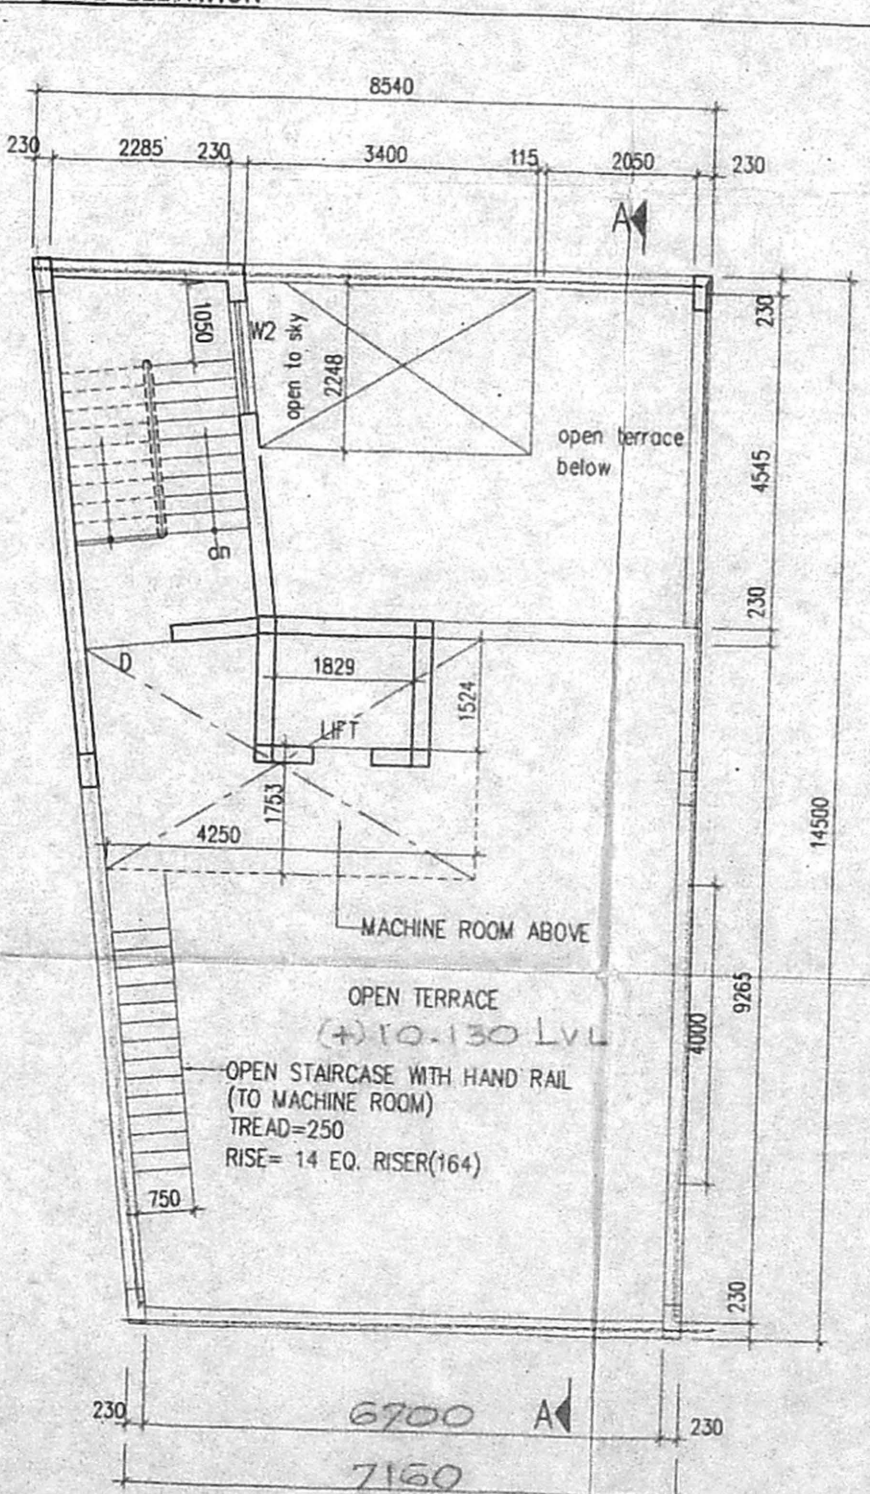 8540
230 2285 230 3400 115 2050 230
A
1050
W2
open to sky
2248
230
open terrace
below
4545
dn
230
D
1829
1524
LIFT
1753
4250
14500
MACHINE ROOM ABOVE
OPEN TERRACE
(+) 10.130 LVL
9265
4000
OPEN STAIRCASE WITH HAND RAIL
(TO MACHINE ROOM)
TREAD=250
RISE= 14 EQ. RISER(164)
750
230
230 6700 A 230
7160